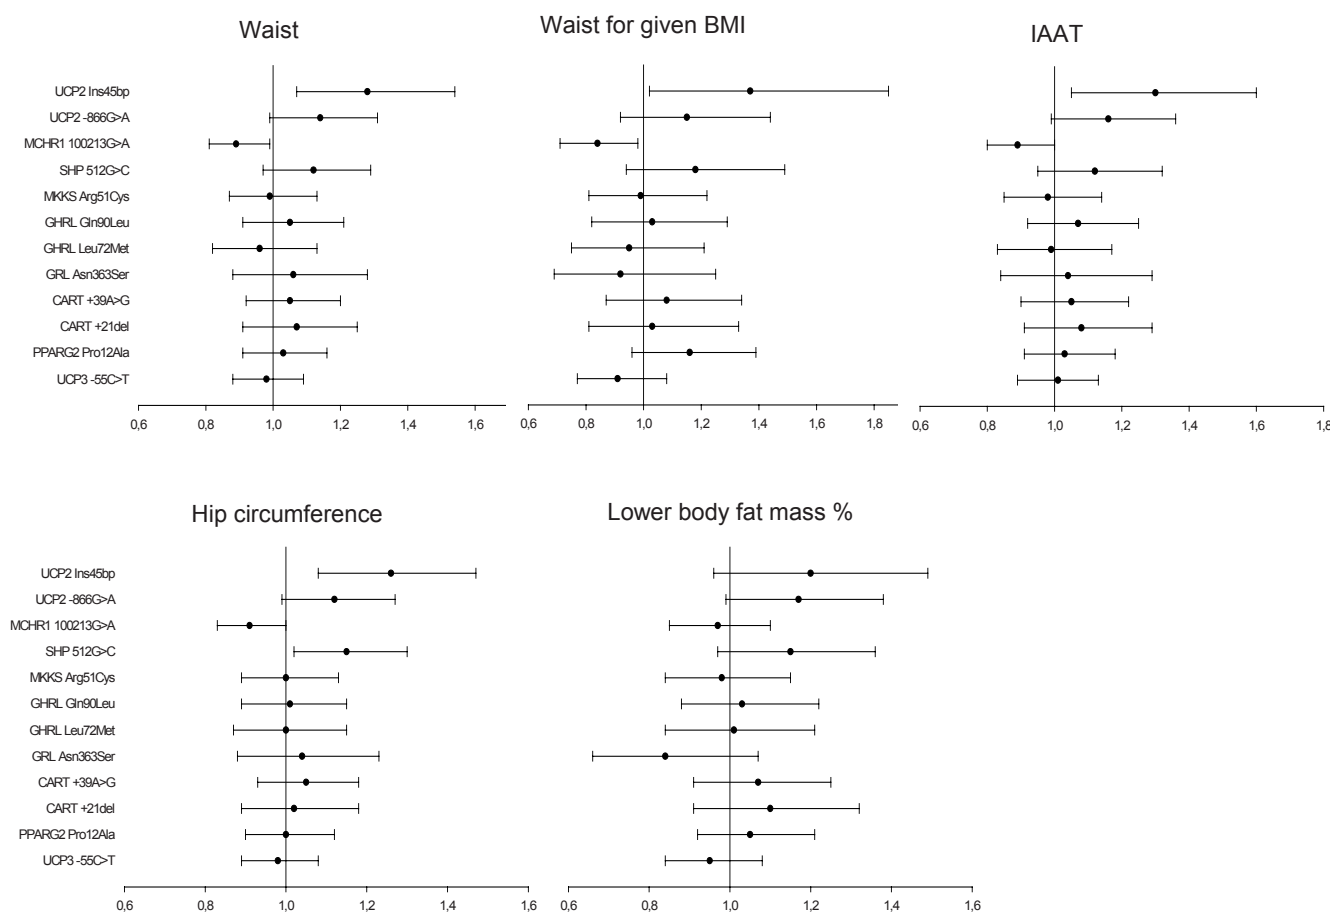 Waist
Waist for given BMI
IAAT
UCP2 Ins45bp
UCP2 -866G>A
MCHR1 100213G>A
SHP 512G>C
MKKS Arg51Cys
GHRL Gln90Leu
GHRL Leu72Met
GRL Asn363Ser
CART +39A>G
CART +21del
PPARG2 Pro12Ala
UCP3 -55C>T
0,6 0,8 1,0 1,2 1,4 1,6
0,6 0,8 1,0 1,2 1,4 1,6 1,8
0,6 0,8 1,0 1,2 1,4 1,6 1,8
Hip circumference
Lower body fat mass %
UCP2 Ins45bp
UCP2 -866G>A
MCHR1 100213G>A
SHP 512G>C
MKKS Arg51Cys
GHRL Gln90Leu
GHRL Leu72Met
GRL Asn363Ser
CART +39A>G
CART +21del
PPARG2 Pro12Ala
UCP3 -55C>T
0,6 0,8 1,0 1,2 1,4 1,6
0,6 0,8 1,0 1,2 1,4 1,6